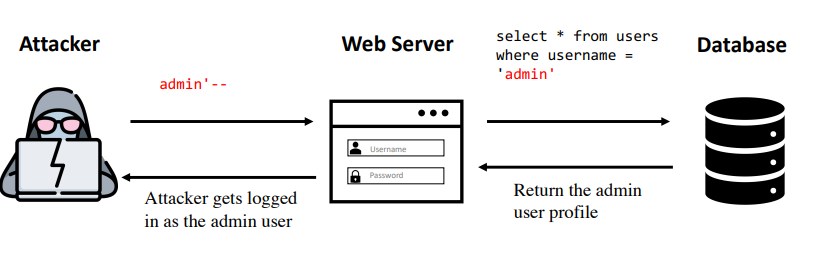 Attacker
Web Server
Database
select * from users
where username =
'admin'
admin'--
Username
Password
Attacker gets logged
in as the admin user
Return the admin
user profile